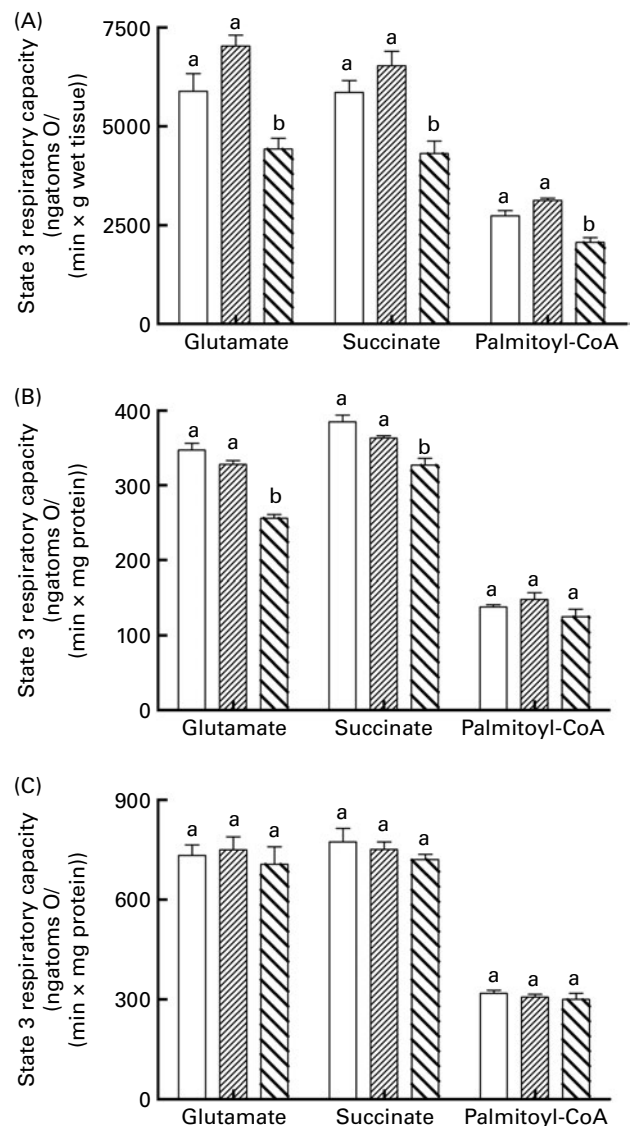 (A)
State 3 respiratory capacity
(ngatoms O/
(min × g wet tissue))
7500
5000
2500
0
a a b
a a b
a a b
Glutamate Succinate Palmitoyl-CoA
(B)
State 3 respiratory capacity
(ngatoms O/
(min × mg protein))
400
300
200
100
0
a a b
a a b
a a a
Glutamate Succinate Palmitoyl-CoA
(C)
State 3 respiratory capacity
(ngatoms O/
(min × mg protein))
900
600
300
0
a a a
a a a
a a a
Glutamate Succinate Palmitoyl-CoA